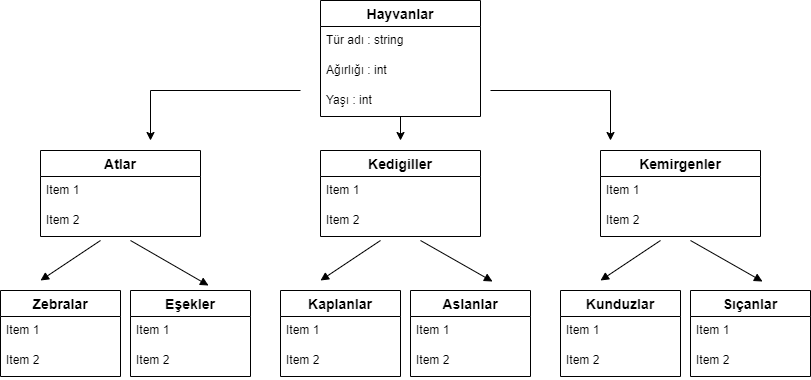 Hayvanlar
Tür adı : string
Ağırlığı : int
Yaşı : int
Atlar
Item 1
Item 2
Kedigiller
Item 1
Item 2
Kemirgenler
Item 1
Item 2
Zebralar
Item 1
Item 2
Eşekler
Item 1
Item 2
Kaplanlar
Item 1
Item 2
Aslanlar
Item 1
Item 2
Kunduzlar
Item 1
Item 2
Sıçanlar
Item 1
Item 2